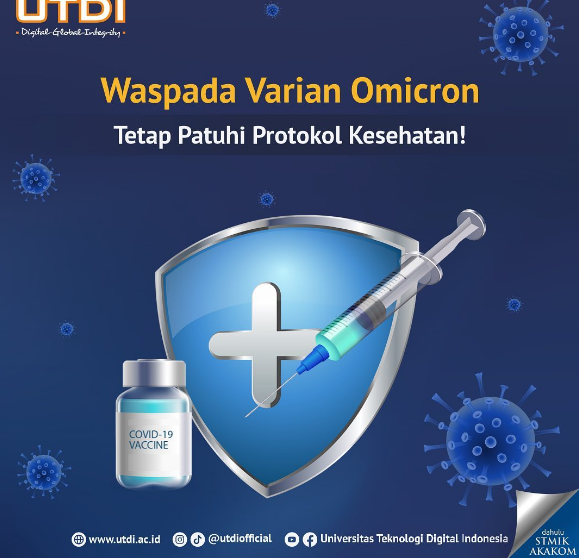 UTDI
- Digital-Global-Integrity -
Waspada Varian Omicron
Tetap Patuhi Protokol Kesehatan!
COVID-19
VACCINE
www.utdi.ac.id @utdiofficial Universitas Teknologi Digital Indonesia
dahulu
STMIK
AKAKOM